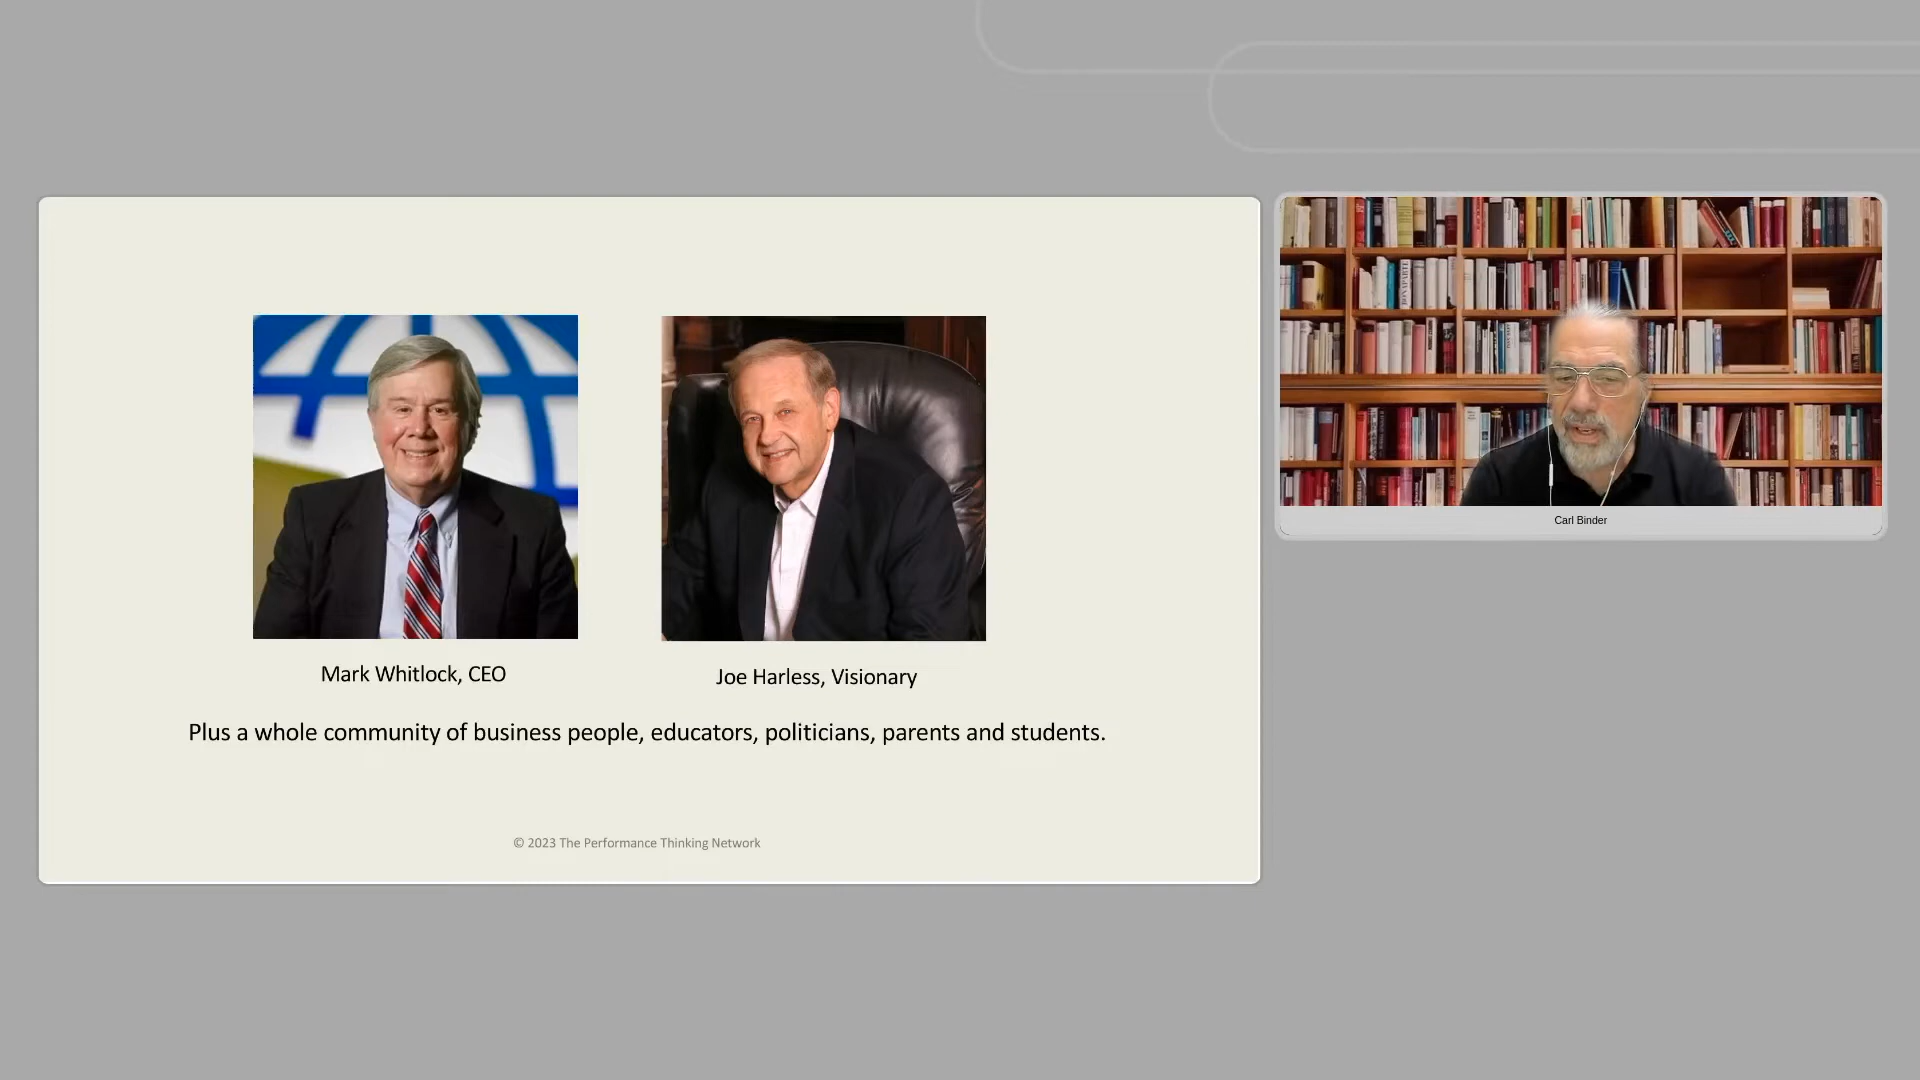 Mark Whitlock, CEO
Joe Harless, Visionary
Plus a whole community of business people, educators, politicians, parents and students.
© 2023 The Performance Thinking Network
Carl Binder